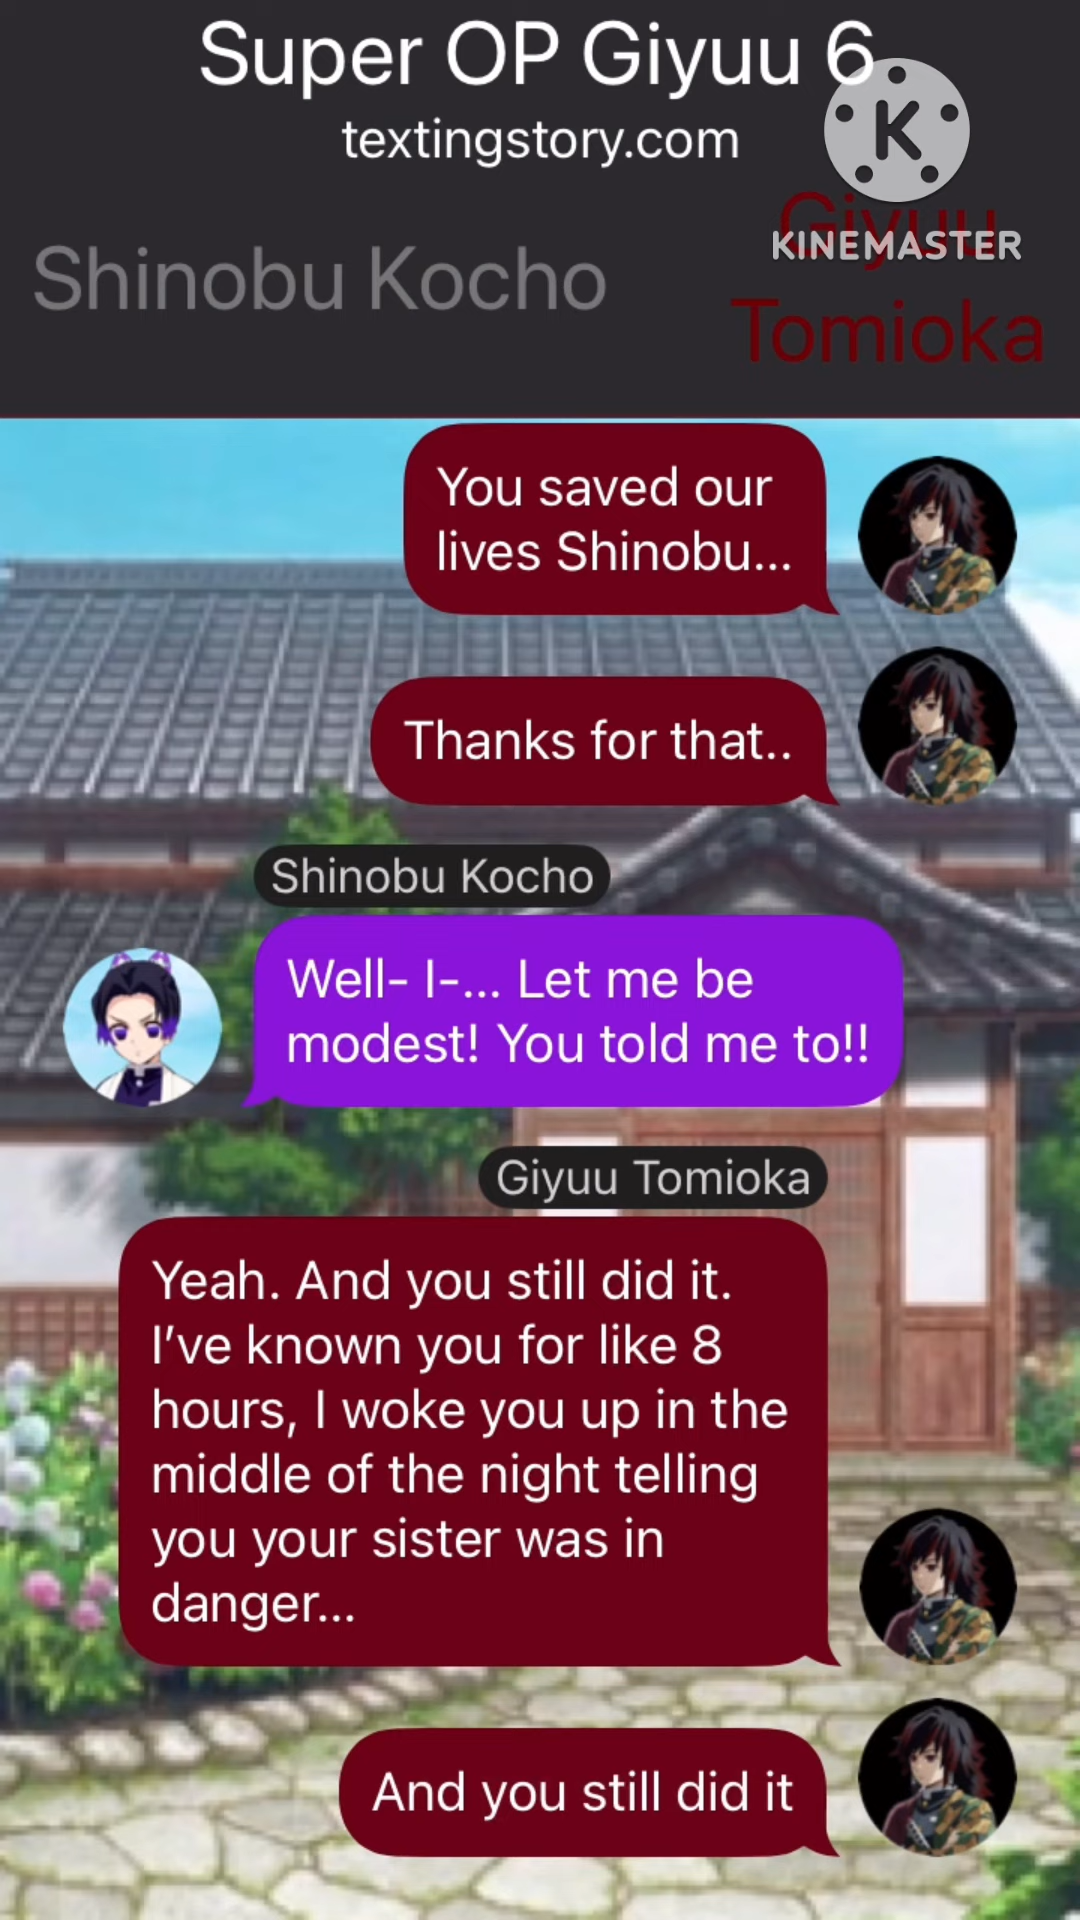 Super OP Giyuu 6
textingstory.com
K
KINEMASTER
Shinobu Kocho
Giyuu
Tomioka
You saved our
lives Shinobu...
Thanks for that..
Shinobu Kocho
Well- I-... Let me be
modest! You told me to!!
Giyuu Tomioka
Yeah. And you still did it.
I’ve known you for like 8
hours, I woke you up in the
middle of the night telling
you your sister was in
danger...
And you still did it